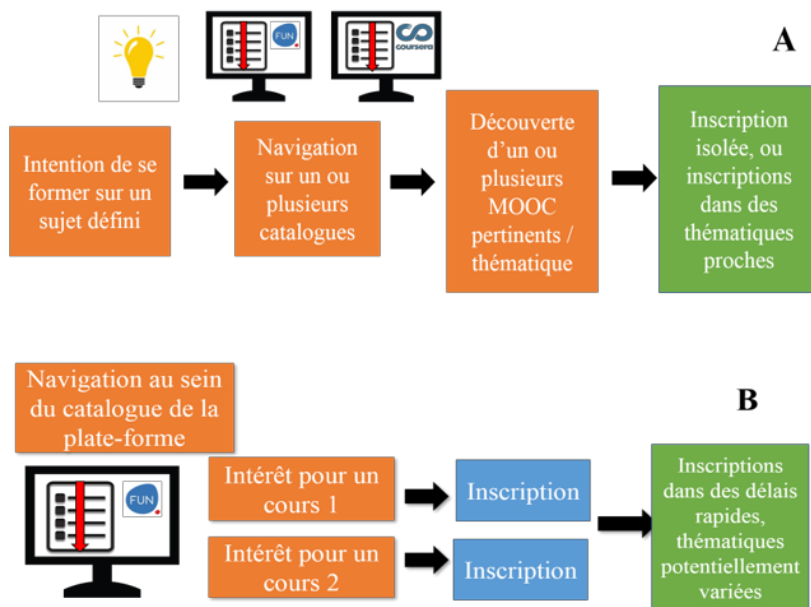 A
FUN
coursera
Intention de se
former sur un
sujet défini
Navigation
sur un ou
plusieurs
catalogues
Découverte
d'un ou
plusieurs
MOOC
pertinents /
thématique
Inscription
isolée, ou
inscriptions
dans des
thématiques
proches
B
Navigation au sein
du catalogue de la
plate-forme
FUN
Intérêt pour un
cours 1
Inscription
Intérêt pour un
cours 2
Inscription
Inscriptions
dans des délais
rapides,
thématiques
potentiellement
variées